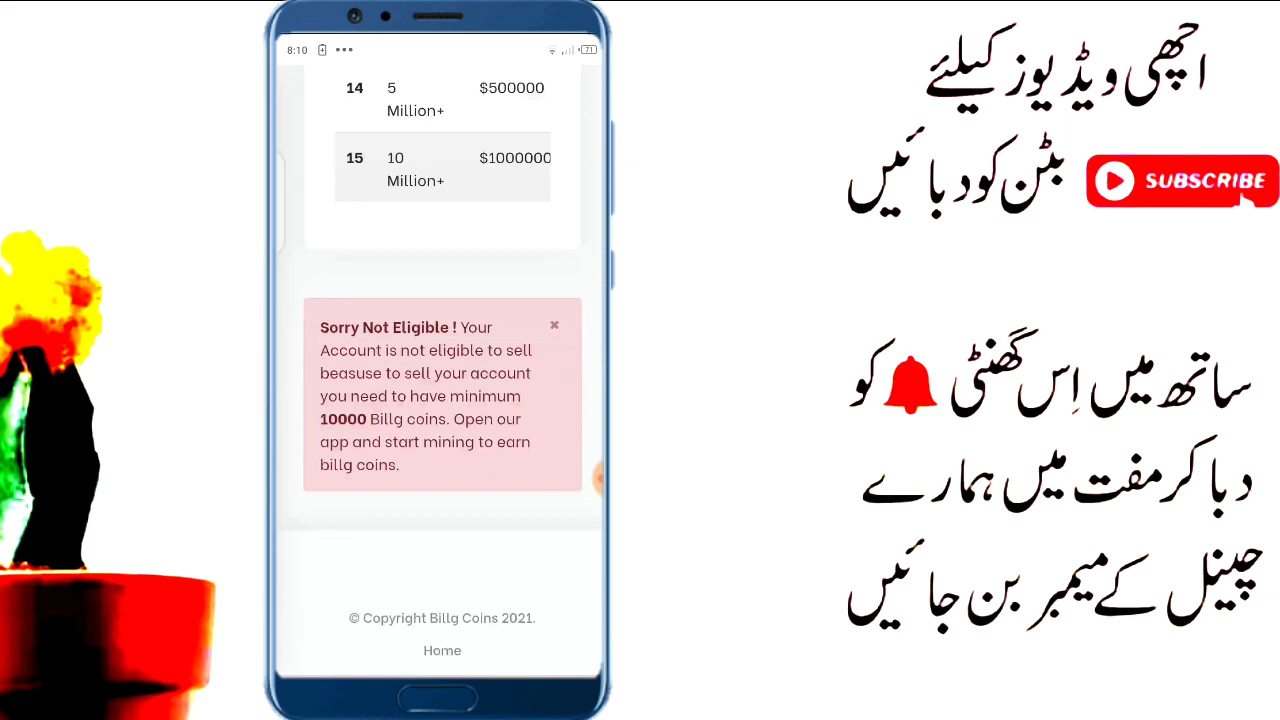 8:10
71
14 5 $500000
Million+
15 10 $1000000
Million+
Sorry Not Eligible ! Your
Account is not eligible to sell
beasuse to sell your account
you need to have minimum
10000 Billg coins. Open our
app and start mining to earn
billg coins.
© Copyright Billg Coins 2021.
Home
اچھی ویڈیوز کیلئے
SUBSCRIBE بٹن کو دبائیں
ساتھ میں اِس گھنٹی کو
دبا کر مفت میں ہمارے
چینل کے میمبر بن جائیں